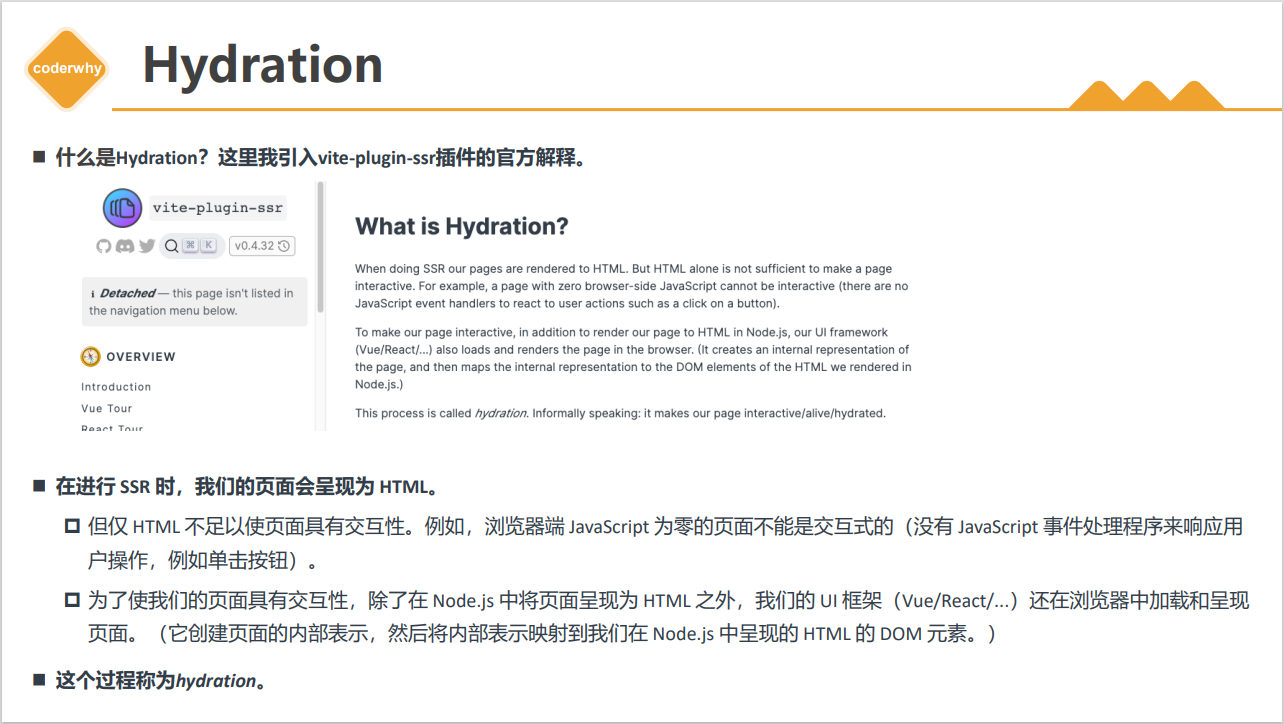 coderwhy
Hydration
什么是Hydration？这里我引入vite-plugin-ssr插件的官方解释。
vite-plugin-ssr
⌘ K v0.4.32
i Detached — this page isn't listed in
the navigation menu below.
OVERVIEW
Introduction
Vue Tour
React Tour
What is Hydration?
When doing SSR our pages are rendered to HTML. But HTML alone is not sufficient to make a page
interactive. For example, a page with zero browser-side JavaScript cannot be interactive (there are no
JavaScript event handlers to react to user actions such as a click on a button).
To make our page interactive, in addition to render our page to HTML in Node.js, our UI framework
(Vue/React/...) also loads and renders the page in the browser. (It creates an internal representation of
the page, and then maps the internal representation to the DOM elements of the HTML we rendered in
Node.js.)
This process is called hydration. Informally speaking: it makes our page interactive/alive/hydrated.
在进行 SSR 时，我们的页面会呈现为 HTML。
但仅 HTML 不足以使页面具有交互性。例如，浏览器端 JavaScript 为零的页面不能是交互式的（没有 JavaScript 事件处理程序来响应用
户操作，例如单击按钮）。
为了使我们的页面具有交互性，除了在 Node.js 中将页面呈现为 HTML 之外，我们的 UI 框架（Vue/React/...）还在浏览器中加载和呈现
页面。（它创建页面的内部表示，然后将内部表示映射到我们在 Node.js 中呈现的 HTML 的 DOM 元素。）
这个过程称为hydration。